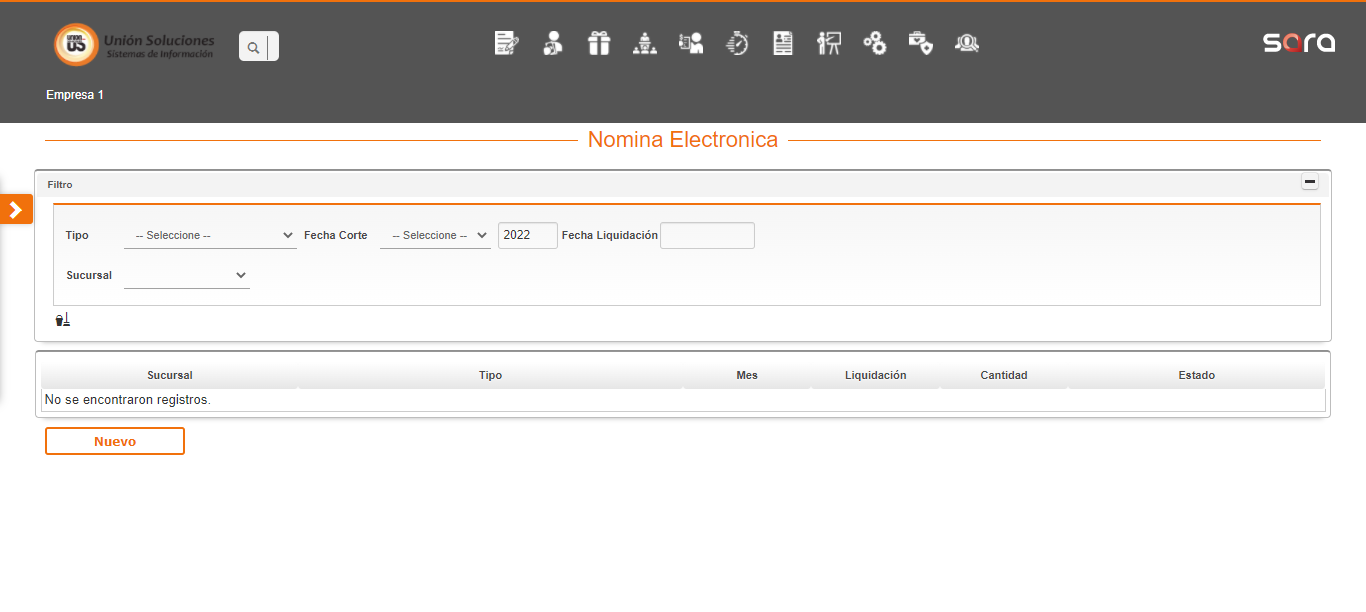 UNION
US
Unión Soluciones
Sistemas de Información
sara
Empresa 1
Nomina Electronica
Filtro
Tipo -- Seleccione -- Fecha Corte -- Seleccione -- 2022 Fecha Liquidación
Sucursal
Sucursal Tipo Mes Liquidación Cantidad Estado
No se encontraron registros.
Nuevo